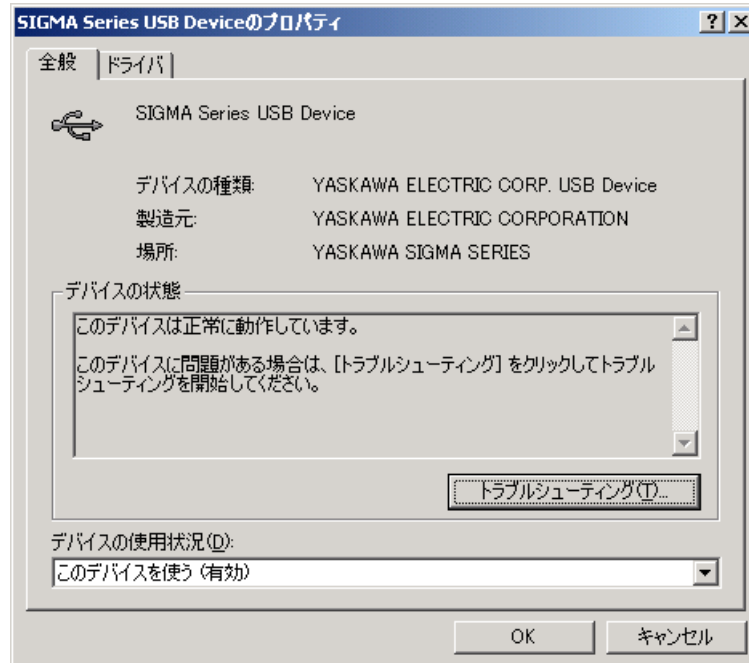 SIGMA Series USB Deviceのプロパティ
全般
ドライバ
SIGMA Series USB Device
デバイスの種類: YASKAWA ELECTRIC CORP. USB Device
製造元: YASKAWA ELECTRIC CORPORATION
場所: YASKAWA SIGMA SERIES
デバイスの状態
このデバイスは正常に動作しています。
このデバイスに問題がある場合は、[トラブルシューティング] をクリックしてトラブル
シューティングを開始してください。
トラブルシューティング(T)...
デバイスの使用状況(D):
このデバイスを使う (有効)
OK
キャンセル